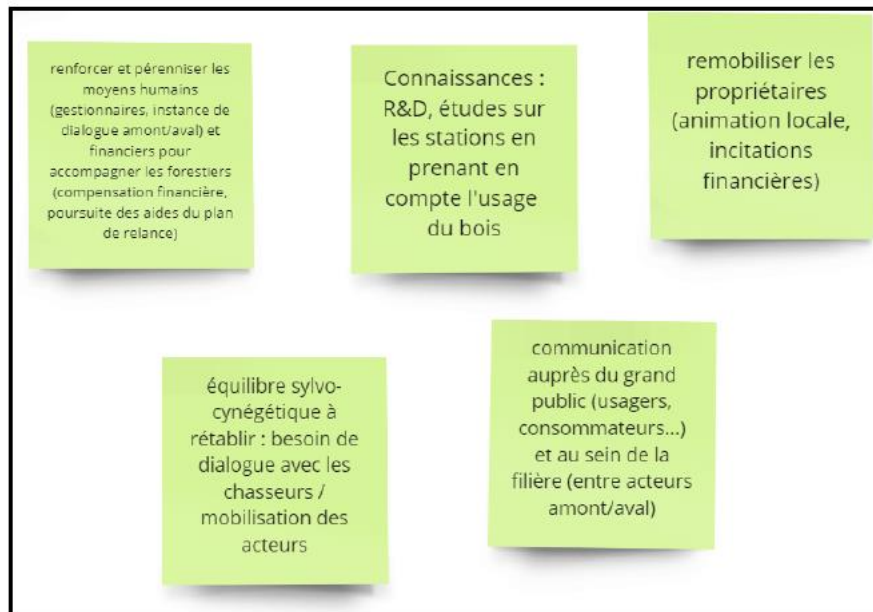 renforcer et pérenniser les
moyens humains
(gestionnaires, instance de
dialogue amont/aval) et
financiers pour
accompagner les forestiers
(compensation financière,
poursuite des aides du plan
de relance)
Connaissances :
R&D, études sur
les stations en
prenant en
compte l'usage
du bois
remobiliser les
propriétaires
(animation locale,
incitations
financières)
équilibre sylvo-
cynégétique à
rétablir : besoin de
dialogue avec les
chasseurs /
mobilisation des
acteurs
communication
auprès du grand
public (usagers,
consommateurs...)
et au sein de la
filière (entre acteurs
amont/aval)